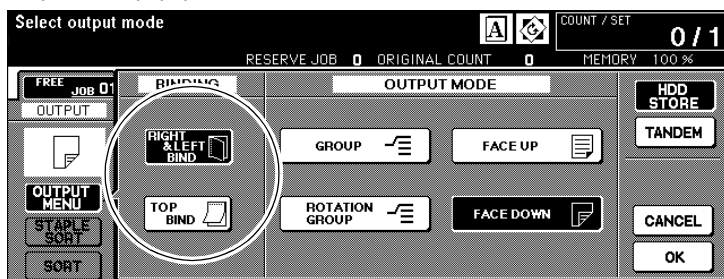 Select output mode
A
COUNT / SET
0 / 1
RESERVE JOB 0 ORIGINAL COUNT 0 MEMORY 100 %
FREE JOB 01
OUTPUT
BINDING
OUTPUT MODE
HDD
STORE
RIGHT
&LEFT
BIND
GROUP
FACE UP
TANDEM
OUTPUT
MENU
TOP
BIND
ROTATION
GROUP
FACE DOWN
CANCEL
STAPLE
SORT
SORT
OK